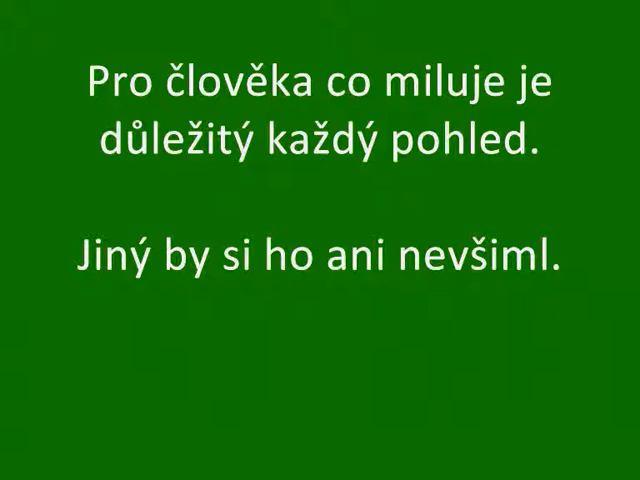 Pro člověka co miluje je
důležitý každý pohled.
Jiný by si ho ani nevšiml.